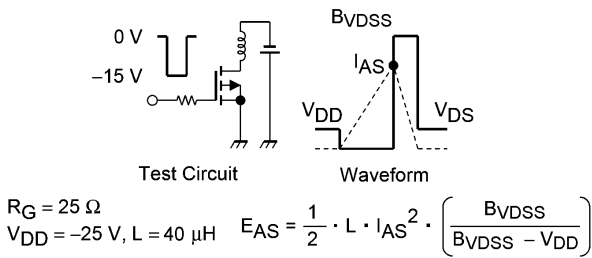 0 V
−15 V
BVDSS
IAS
VDD
VDS
Test Circuit
Waveform
RG = 25 Ω
VDD = −25 V, L = 40 μH
EAS = 1/2 · L · IAS² · (BVDSS / (BVDSS − VDD))